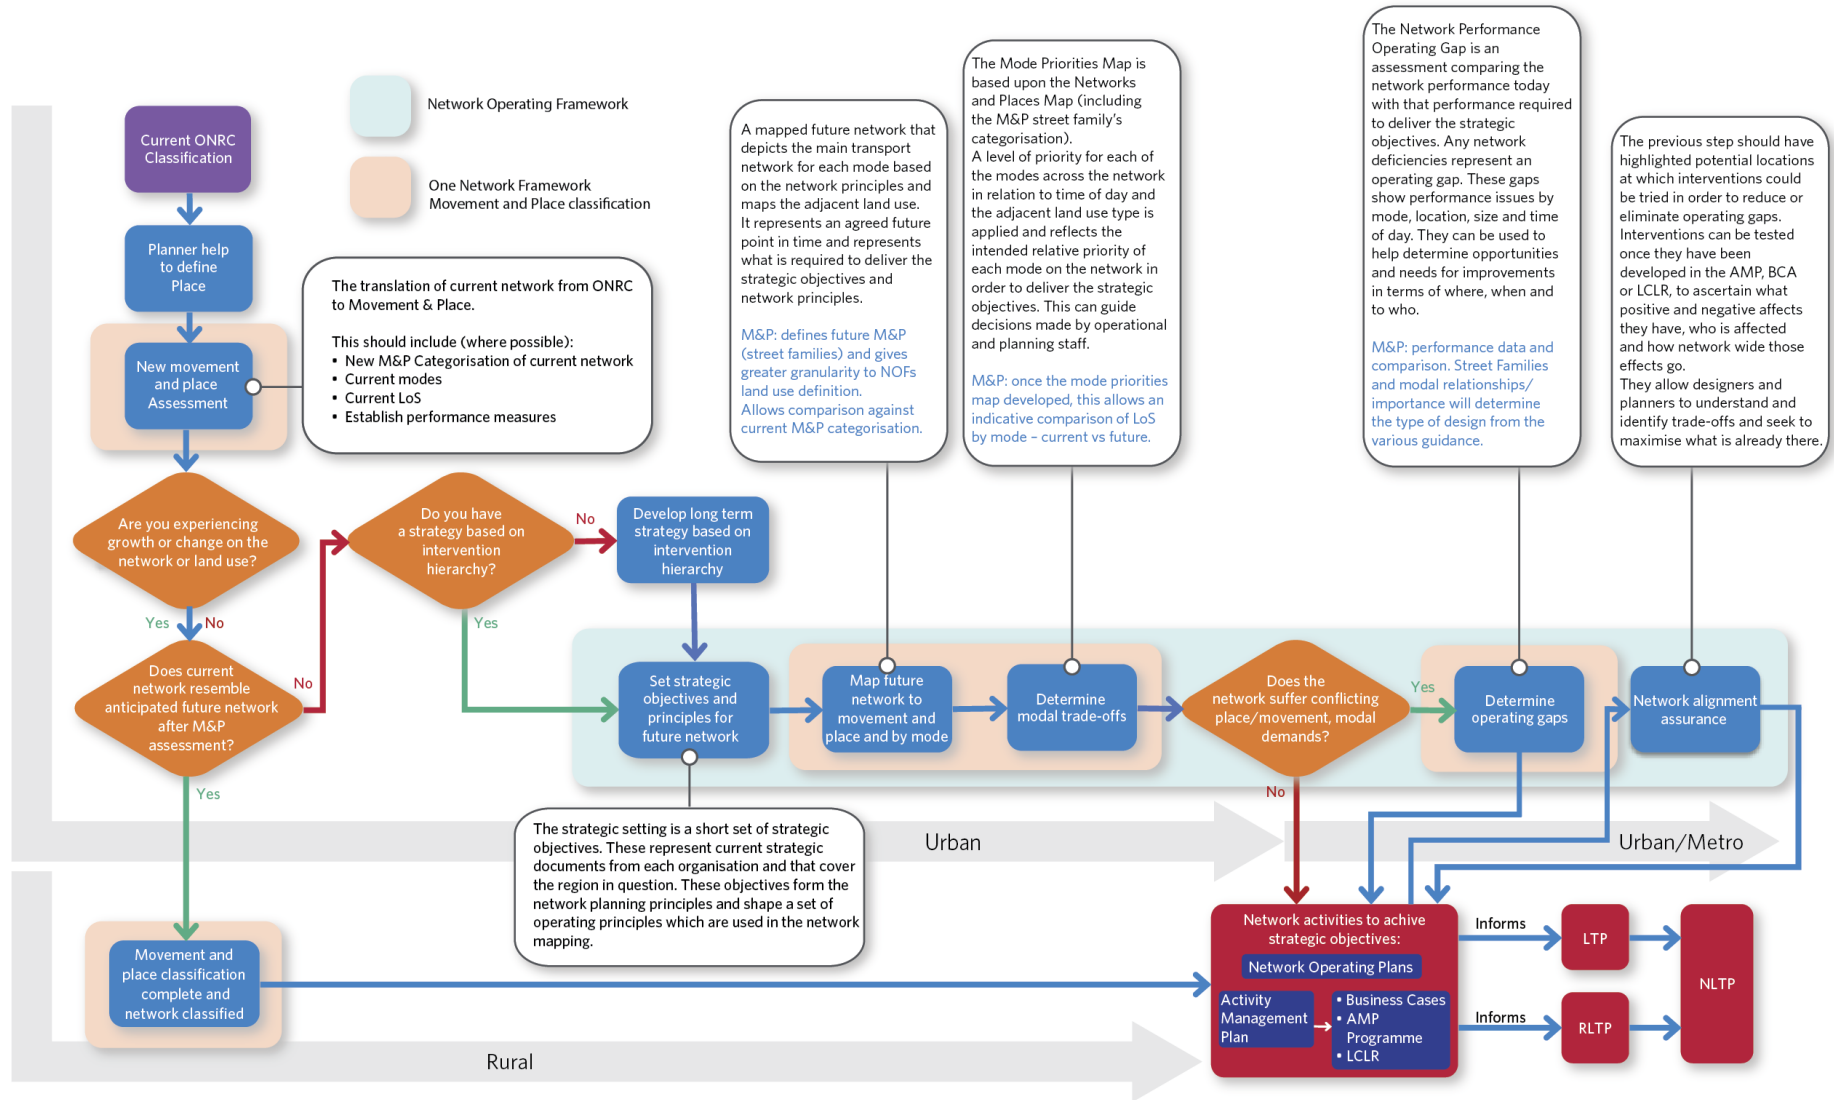 Network Operating Framework
One Network Framework
Movement and Place classification
Current ONRC
Classification
Planner help
to define
Place
New movement
and place
Assessment
The translation of current network from ONRC
to Movement & Place.
This should include (where possible):
• New M&P Categorisation of current network
• Current modes
• Current LoS
• Establish performance measures
A mapped future network that
depicts the main transport
network for each mode based
on the network principles and
maps the adjacent land use.
It represents an agreed future
point in time and represents
what is required to deliver the
strategic objectives and
network principles.
M&P: defines future M&P
(street families) and gives
greater granularity to NOFs
land use definition.
Allows comparison against
current M&P categorisation.
The Mode Priorities Map is
based upon the Networks
and Places Map (including
the M&P street family's
categorisation).
A level of priority for each of
the modes across the network
in relation to time of day and
the adjacent land use type is
applied and reflects the
intended relative priority of
each mode on the network in
order to deliver the strategic
objectives. This can guide
decisions made by operational
and planning staff.
M&P: once the mode priorities
map developed, this allows an
indicative comparison of LoS
by mode – current vs future.
The Network Performance
Operating Gap is an
assessment comparing the
network performance today
with that performance required
to deliver the strategic
objectives. Any network
deficiencies represent an
operating gap. These gaps
show performance issues by
mode, location, size and time
of day. They can be used to
help determine opportunities
and needs for improvements
in terms of where, when and
to who.
M&P: performance data and
comparison. Street Families
and modal relationships/
importance will determine
the type of design from the
various guidance.
The previous step should have
highlighted potential locations
at which interventions could
be tried in order to reduce or
eliminate operating gaps.
Interventions can be tested
once they have been
developed in the AMP, BCA
or LCLR, to ascertain what
positive and negative affects
they have, who is affected
and how network wide those
effects go.
They allow designers and
planners to understand and
identify trade-offs and seek to
maximise what is already there.
Are you experiencing
growth or change on the
network or land use?
Yes
No
Does current
network resemble
anticipated future network
after M&P
assessment?
No
Yes
Do you have
a strategy based on
intervention
hierarchy?
No
Yes
Develop long term
strategy based on
intervention
hierarchy
Set strategic
objectives and
principles for
future network
Map future
network to
movement and
place and by mode
Determine
modal trade-offs
Does the
network suffer conflicting
place/movement, modal
demands?
Yes
No
Determine
operating gaps
Network alignment
assurance
The strategic setting is a short set of strategic
objectives. These represent current strategic
documents from each organisation and that cover
the region in question. These objectives form the
network planning principles and shape a set of
operating principles which are used in the network
mapping.
Urban
Urban/Metro
Movement and
place classification
complete and
network classified
Rural
Network activities to achive
strategic objectives:
Network Operating Plans
Activity
Management
Plan
• Business Cases
• AMP
Programme
• LCLR
Informs
LTP
Informs
RLTP
NLTP